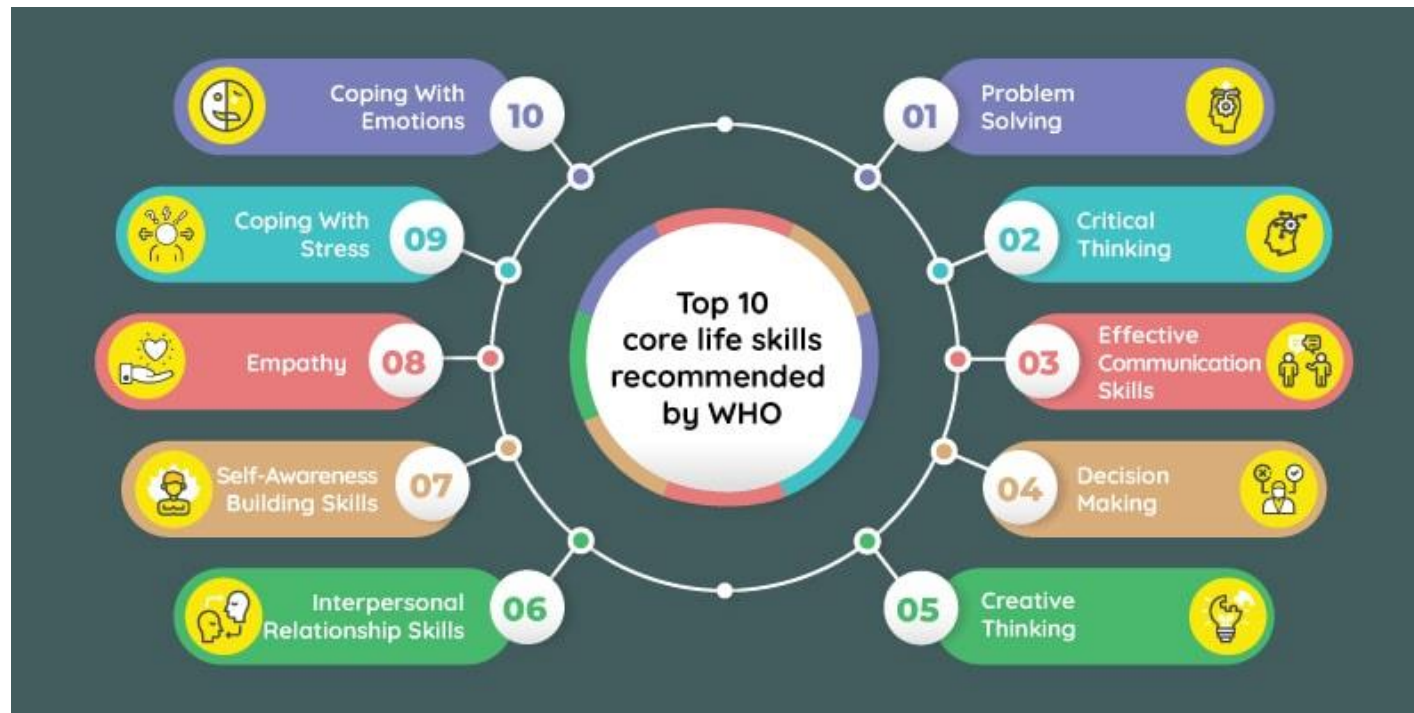 Top 10
core life skills
recommended
by WHO
01
Problem
Solving
02
Critical
Thinking
03
Effective
Communication
Skills
04
Decision
Making
05
Creative
Thinking
06
Interpersonal
Relationship Skills
07
Self-Awareness
Building Skills
08
Empathy
09
Coping With
Stress
10
Coping With
Emotions